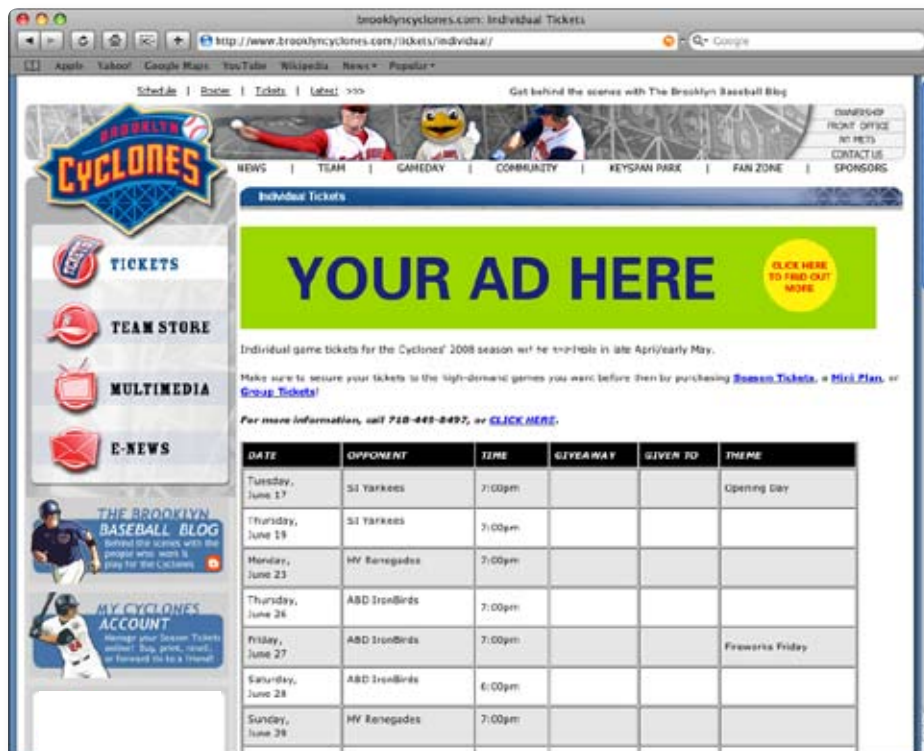 brooklyncyclones.com: Individual Tickets
http://www.brooklyncyclones.com/tickets/individual/
Google
Apple Yahoo! Google Maps YouTube Wikipedia News Popular
Schedule | Roster | Tickets | Latest >>> Get behind the scenes with The Brooklyn Baseball Blog
OWNERSHIP
FRONT OFFICE
NY METS
CONTACT US
BROOKLYN
CYCLONES
NEWS | TEAM | GAMEDAY | COMMUNITY | KEYSPAN PARK | FAN ZONE | SPONSORS
Individual Tickets
TICKETS
TEAM STORE
MULTIMEDIA
E-NEWS
YOUR AD HERE
CLICK HERE
TO FIND OUT
MORE
Individual game tickets for the Cyclones' 2008 season will be available in late April/early May.
Make sure to secure your tickets to the high-demand games you want before then by purchasing Season Tickets, a Mini Plan, or
Group Tickets!
For more information, call 718-449-8497, or CLICK HERE.
THE BROOKLYN
BASEBALL BLOG
Behind the scenes with the
people who work &
play for the Cyclones
MY CYCLONES
ACCOUNT
Manage your Season Tickets
online! Buy, print, resell,
or forward tix to a friend!
DATE OPPONENT TIME GIVEAWAY GIVEN TO THEME
Tuesday,
June 17 SI Yankees 7:00pm Opening Day
Thursday,
June 19 SI Yankees 7:00pm
Monday,
June 23 HV Renegades 7:00pm
Thursday,
June 26 ABD IronBirds 7:00pm
Friday,
June 27 ABD IronBirds 7:00pm Fireworks Friday
Saturday,
June 28 ABD IronBirds 6:00pm
Sunday,
June 29 HV Renegades 7:00pm